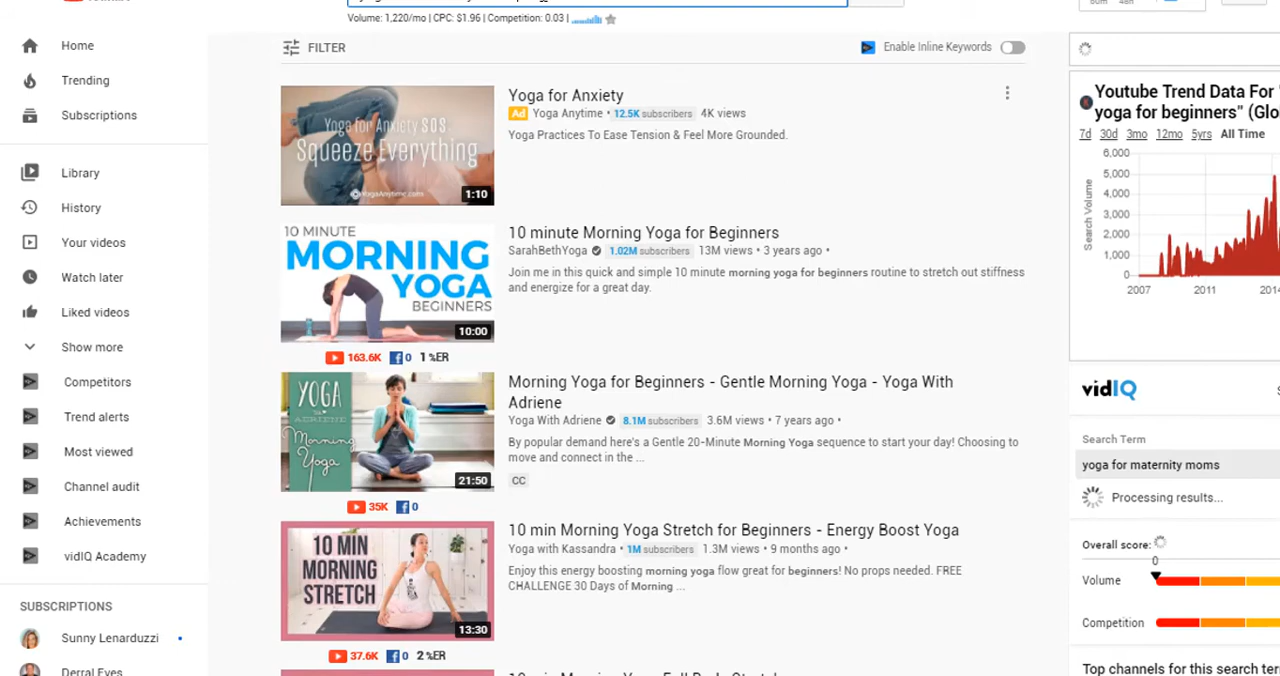 Volume: 1,220/mo | CPC: $1.96 | Competition: 0.03 |
Home
Trending
Subscriptions
Library
History
Your videos
Watch later
Liked videos
Show more
Competitors
Trend alerts
Most viewed
Channel audit
Achievements
vidIQ Academy
SUBSCRIPTIONS
Sunny Lenarduzzi
Derral Eves
FILTER
Enable Inline Keywords
Yoga for Anxiety SOS
Squeeze Everything
YogaAnytime.com
1:10
Yoga for Anxiety
Ad Yoga Anytime • 12.5K subscribers 4K views
Yoga Practices To Ease Tension & Feel More Grounded.
10 MINUTE
MORNING
YOGA
BEGINNERS
10:00
163.6K f 0 1 %ER
10 minute Morning Yoga for Beginners
SarahBethYoga 1.02M subscribers 13M views • 3 years ago •
Join me in this quick and simple 10 minute morning yoga for beginners routine to stretch out stiffness
and energize for a great day.
YOGA
WITH
ADRIENE
Morning
Yoga
21:50
35K f 0
Morning Yoga for Beginners - Gentle Morning Yoga - Yoga With
Adriene
Yoga With Adriene 8.1M subscribers • 3.6M views • 7 years ago •
By popular demand here's a Gentle 20-Minute Morning Yoga sequence to start your day! Choosing to
move and connect in the ...
CC
10 MIN
MORNING
STRETCH
13:30
37.6K f 0 2 %ER
10 min Morning Yoga Stretch for Beginners - Energy Boost Yoga
Yoga with Kassandra • 1M subscribers • 1.3M views • 9 months ago •
Enjoy this energy boosting morning yoga flow great for beginners! No props needed. FREE
CHALLENGE 30 Days of Morning ...
Youtube Trend Data For "
yoga for beginners" (Glo
7d 30d 3mo 12mo 5yrs All Time
Search Volume
6,000
5,000
4,000
3,000
2,000
1,000
0
2007 2011 2014
vidIQ
Search Term
yoga for maternity moms
Processing results...
Overall score:
0
Volume
Competition
Top channels for this search ter